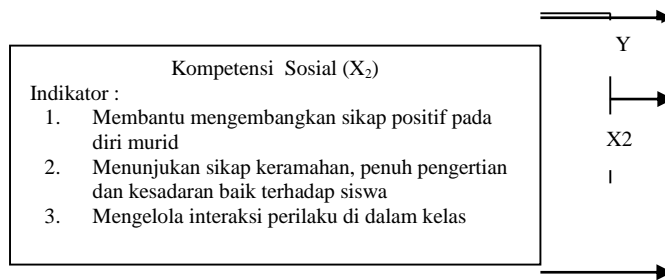 Kompetensi Sosial (X₂)
Indikator :
1. Membantu mengembangkan sikap positif pada
diri murid
2. Menunjukan sikap keramahan, penuh pengertian
dan kesadaran baik terhadap siswa
3. Mengelola interaksi perilaku di dalam kelas
Y
X2